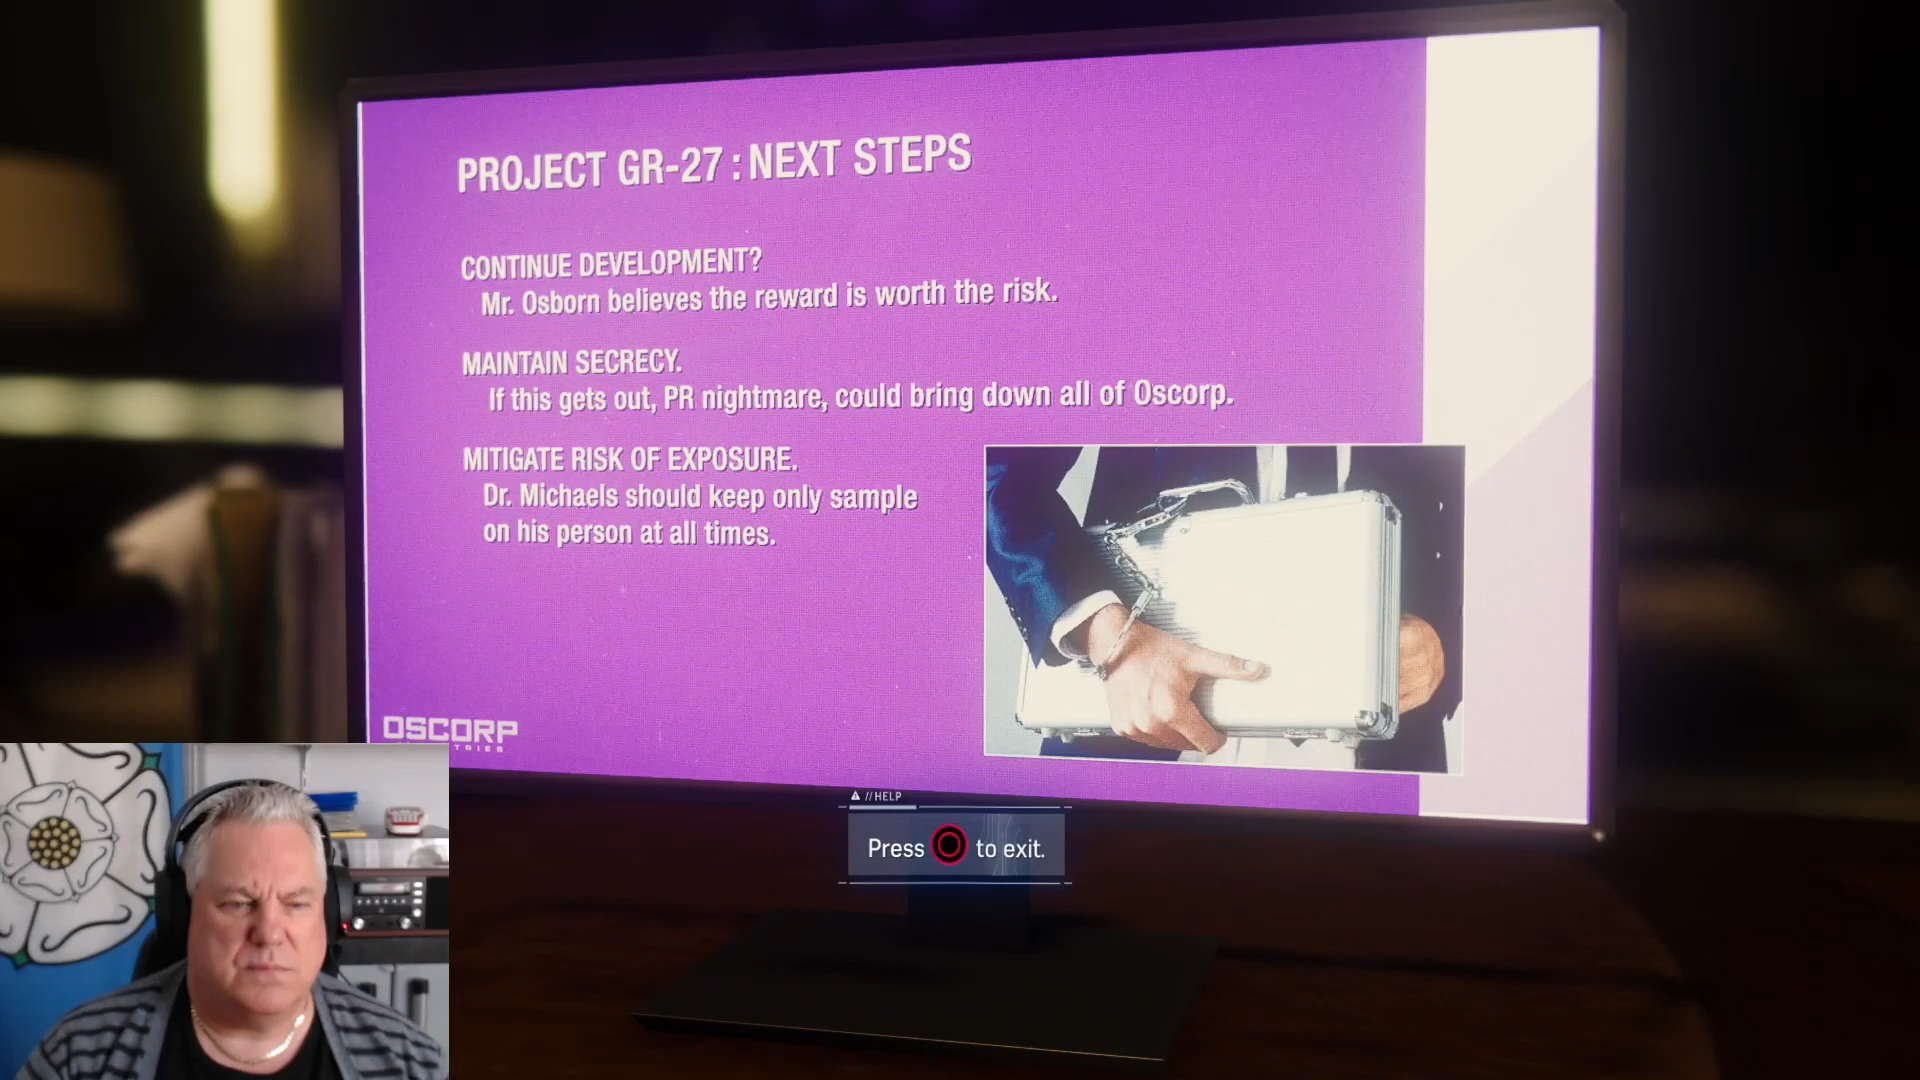 PROJECT GR-27 : NEXT STEPS
CONTINUE DEVELOPMENT?
Mr. Osborn believes the reward is worth the risk.
MAINTAIN SECRECY.
If this gets out, PR nightmare, could bring down all of Oscorp.
MITIGATE RISK OF EXPOSURE.
Dr. Michaels should keep only sample
on his person at all times.
OSCORP
TRIES
//HELP
Press to exit.